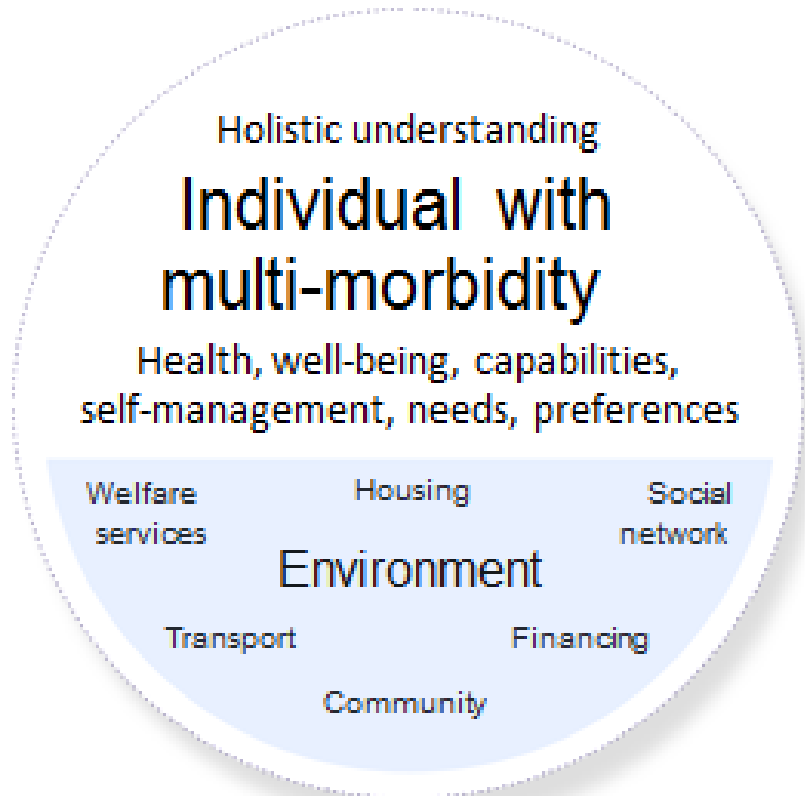 Holistic understanding
Individual with
multi-morbidity
Health, well-being, capabilities,
self-management, needs, preferences
Welfare
services
Housing
Social
network
Environment
Transport
Financing
Community